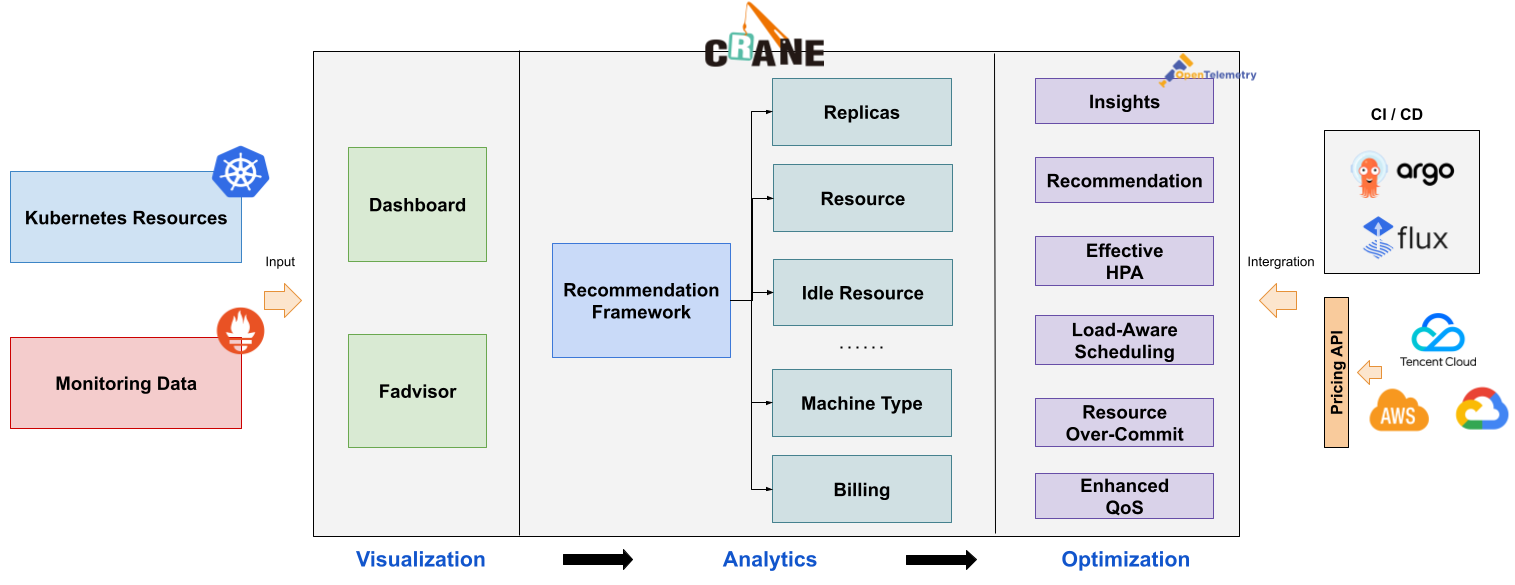 CRANE
Kubernetes Resources
Monitoring Data
Input
Dashboard
Fadvisor
Recommendation
Framework
Replicas
Resource
Idle Resource
......
Machine Type
Billing
OpenTelemetry
Insights
Recommendation
Effective
HPA
Load-Aware
Scheduling
Resource
Over-Commit
Enhanced
QoS
Intergration
CI / CD
argo
flux
Pricing API
Tencent Cloud
AWS
Visualization
Analytics
Optimization